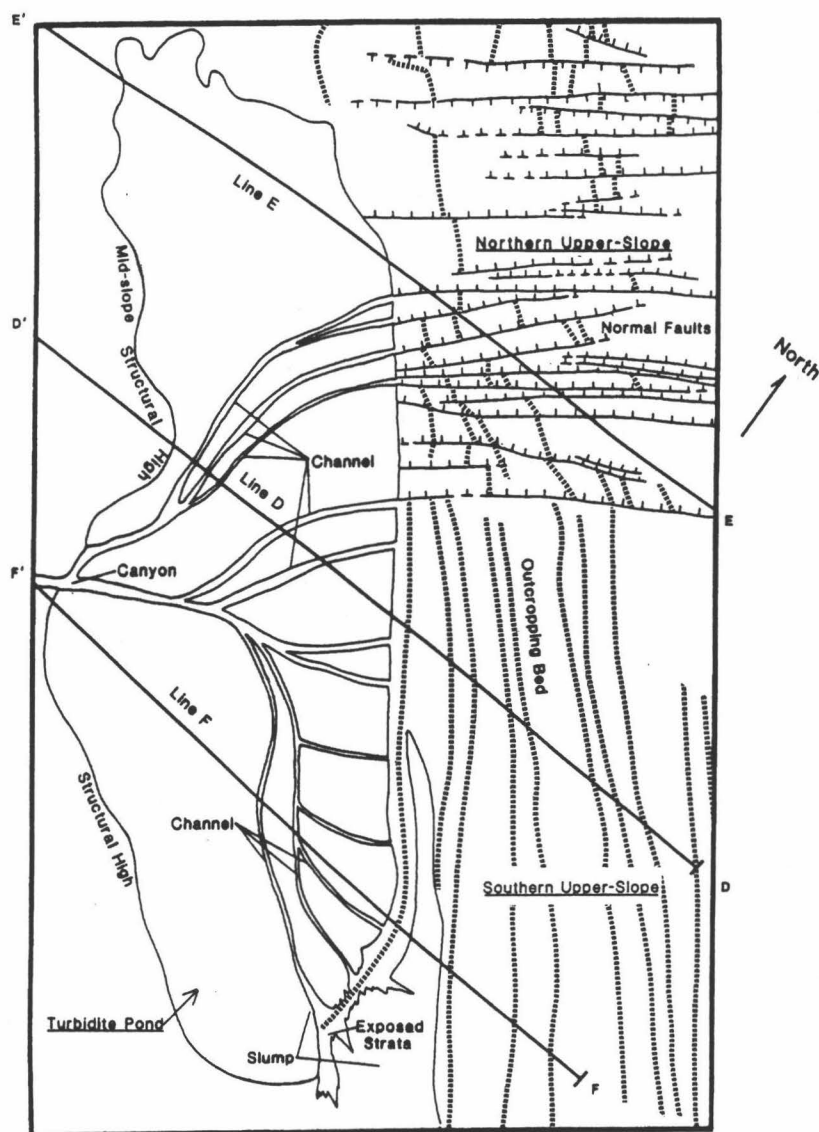 E'
Line E
Northern Upper-Slope
Mid-slope Structural High
D'
Normal Faults
North
Channel
Line D
E
F'
Canyon
Outcropping Bed
Line F
Structural High
Channel
Southern Upper-Slope
D
Turbidite Pond
Exposed
Strata
Slump
F